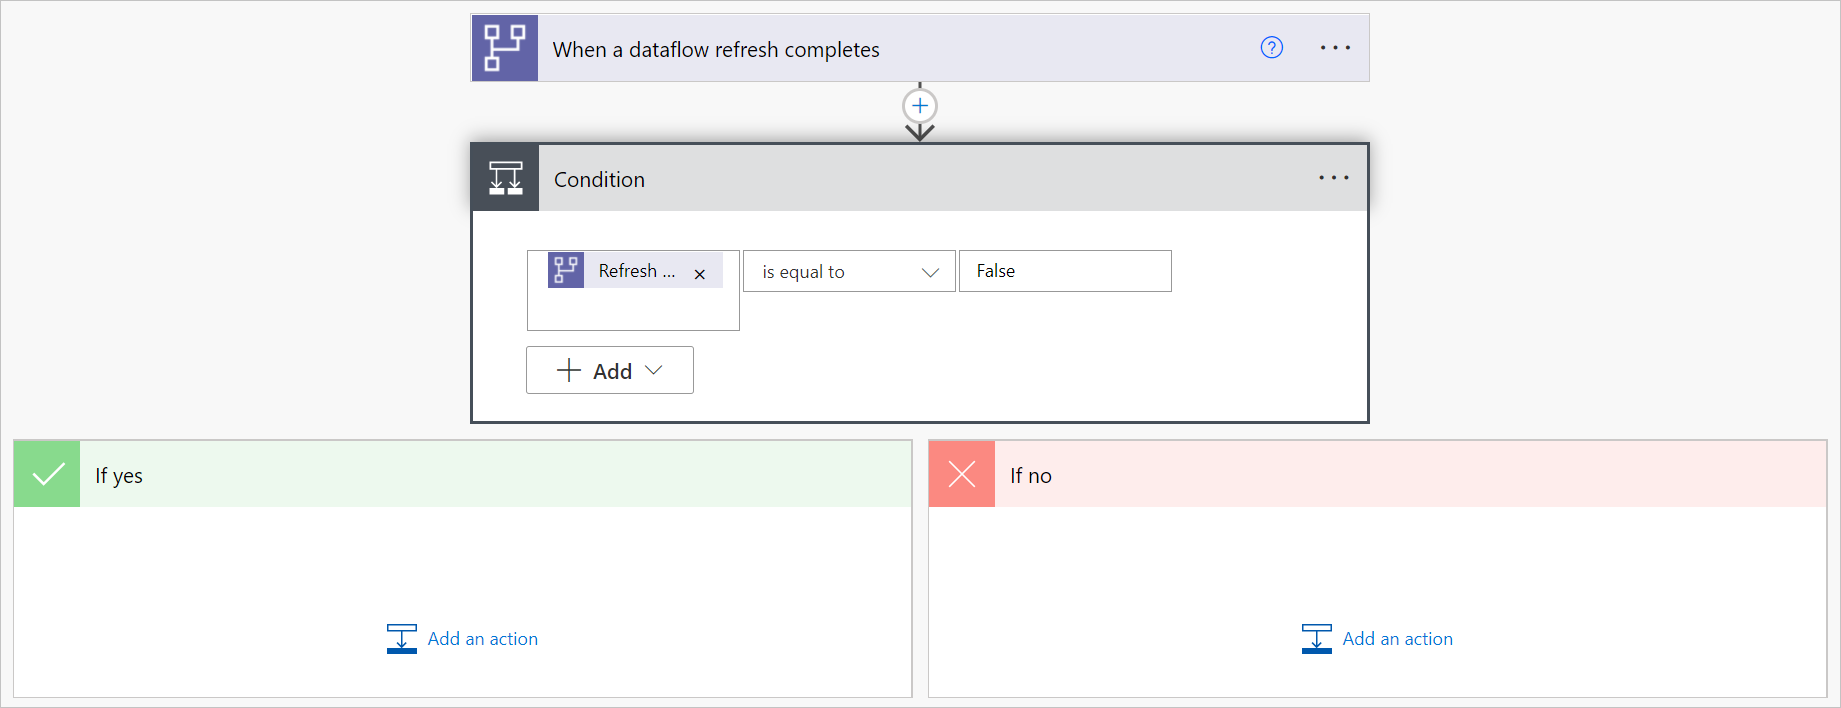 When a dataflow refresh completes
Condition
Refresh ...
is equal to
False
Add
If yes
If no
Add an action
Add an action